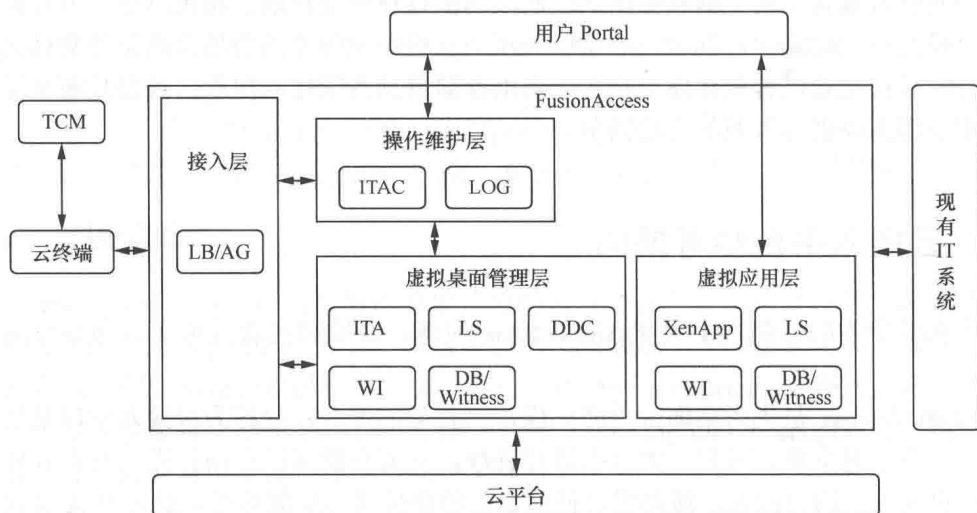 用户 Portal
FusionAccess
TCM
接入层
操作维护层
ITAC
LOG
云终端
LB/AG
虚拟桌面管理层
ITA
LS
DDC
WI
DB/
Witness
虚拟应用层
XenApp
LS
WI
DB/
Witness
现
有
IT
系
统
云平台